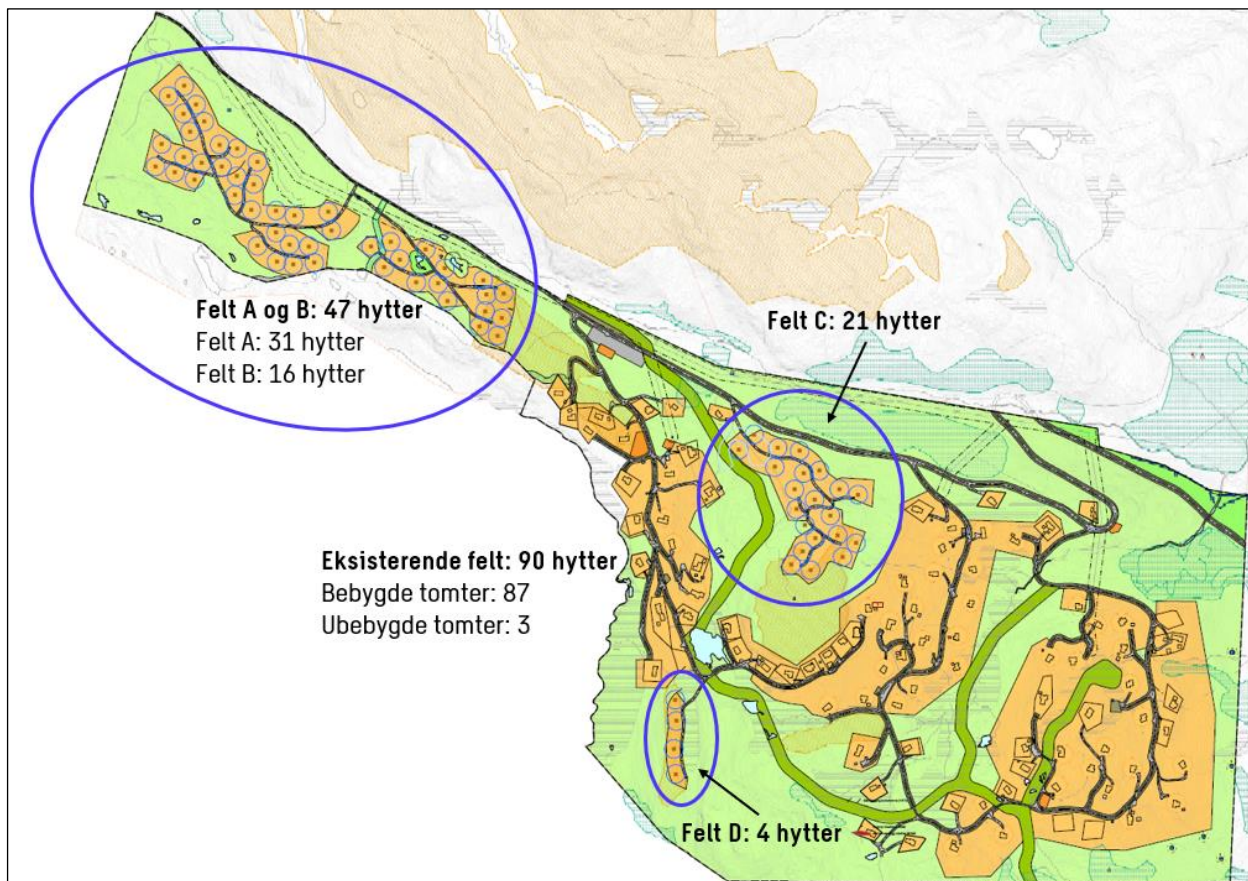 Felt A og B: 47 hytter
Felt A: 31 hytter
Felt B: 16 hytter
Felt C: 21 hytter
Eksisterende felt: 90 hytter
Bebygde tomter: 87
Ubebygde tomter: 3
Felt D: 4 hytter